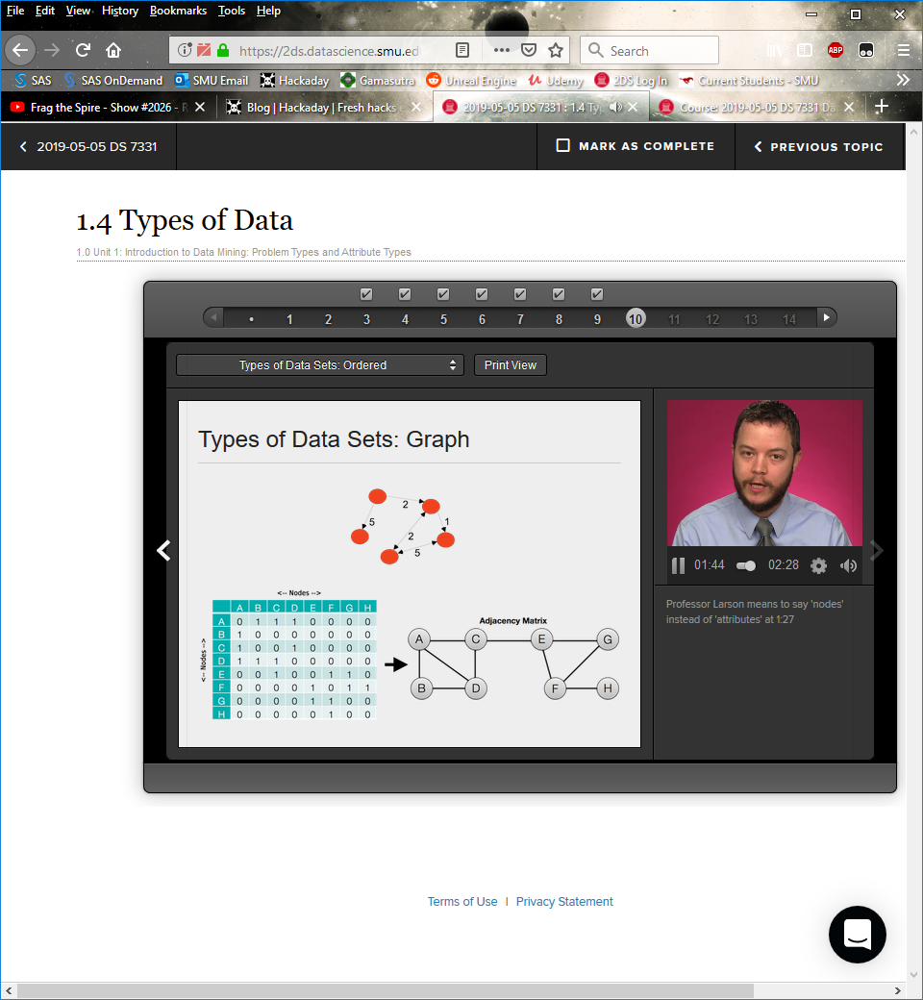 File Edit View History Bookmarks Tools Help
https://2ds.datascience.smu.ed
Search
ABP
SAS SAS OnDemand SMU Email Hackaday Gamasutra Unreal Engine Udemy 2DS Log In Current Students - SMU
Frag the Spire - Show #2026 - R Blog | Hackaday | Fresh hacks 2019-05-05 DS 7331 : 1.4 Typ Course: 2019-05-05 DS 7331 Da
2019-05-05 DS 7331 MARK AS COMPLETE PREVIOUS TOPIC
1.4 Types of Data
1.0 Unit 1: Introduction to Data Mining: Problem Types and Attribute Types
• 1 2 3 4 5 6 7 8 9 10 11 12 13 14
Types of Data Sets: Ordered Print View
Types of Data Sets: Graph
2
5 1
2
5
<-- Nodes -->
A B C D E F G H
A 0 1 1 1 0 0 0 0
B 1 0 0 0 0 0 0 0
C 1 0 0 1 0 0 0 0
D 1 1 1 0 0 0 0 0
E 0 0 1 0 0 1 1 0
F 0 0 0 0 1 0 1 1
G 0 0 0 0 1 1 0 0
H 0 0 0 0 0 1 0 0
<-- Nodes -->
Adjacency Matrix
A C E G
B D F H
01:44 02:28
Professor Larson means to say 'nodes'
instead of 'attributes' at 1:27
Terms of Use | Privacy Statement